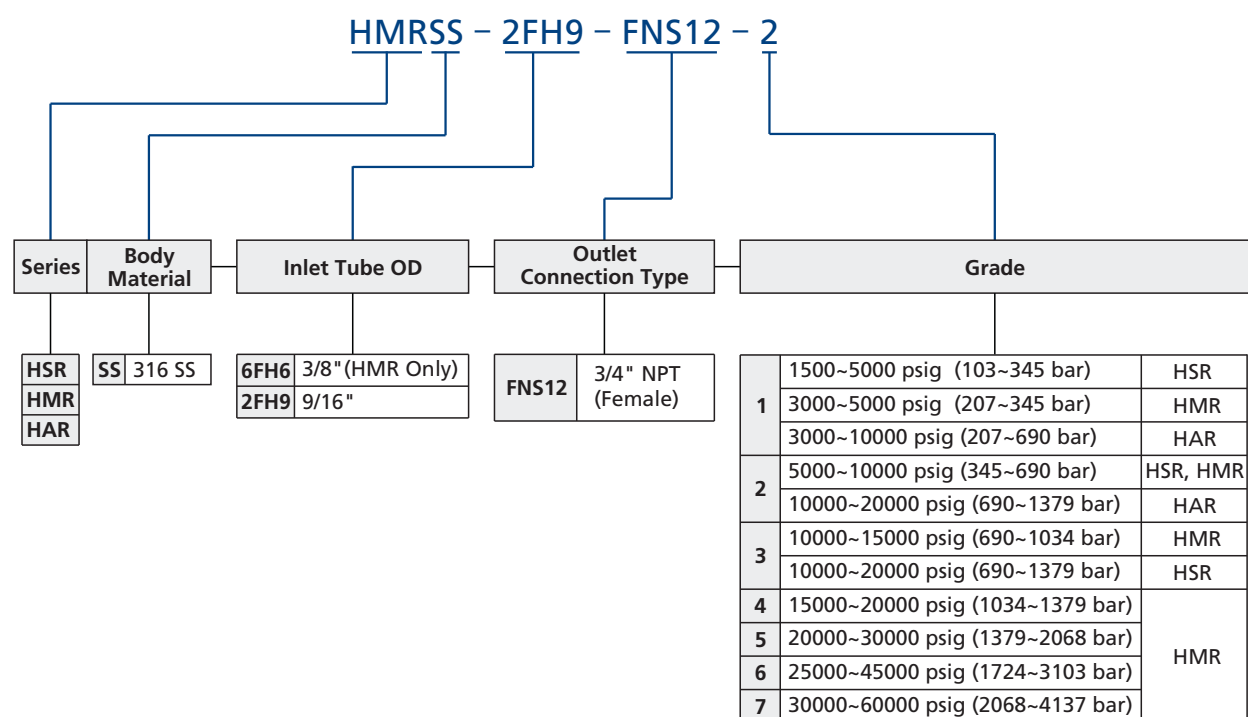 HMRSS – 2FH9 – FNS12 – 2
Series
Body
Material
Inlet Tube OD
Outlet
Connection Type
Grade
HSR
HMR
HAR
SS 316 SS
6FH6 3/8"(HMR Only)
2FH9 9/16"
FNS12 3/4" NPT
(Female)
1 1500~5000 psig (103~345 bar) HSR
3000~5000 psig (207~345 bar) HMR
3000~10000 psig (207~690 bar) HAR
2 5000~10000 psig (345~690 bar) HSR, HMR
10000~20000 psig (690~1379 bar) HAR
3 10000~15000 psig (690~1034 bar) HMR
10000~20000 psig (690~1379 bar) HSR
4 15000~20000 psig (1034~1379 bar) HMR
5 20000~30000 psig (1379~2068 bar)
6 25000~45000 psig (1724~3103 bar)
7 30000~60000 psig (2068~4137 bar)